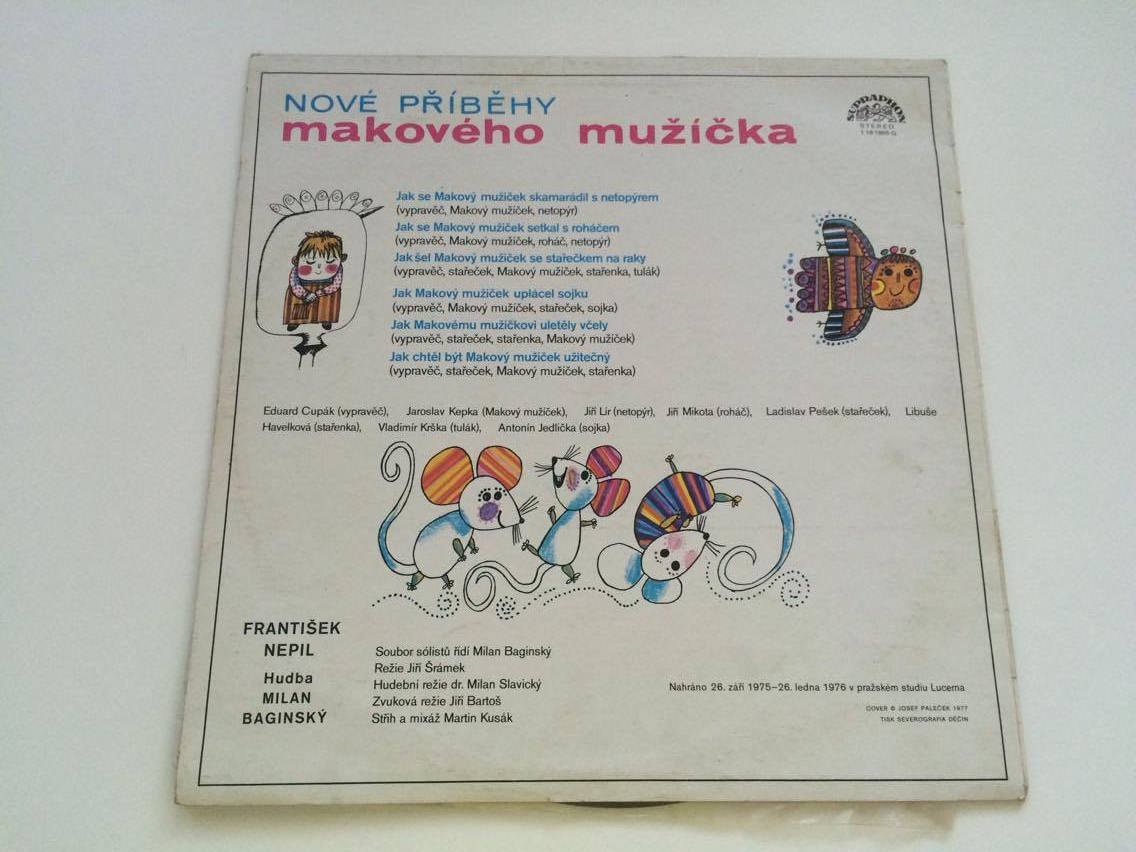 NOVÉ PŘÍBĚHY
makového mužíčka
SUPRAPHON
STEREO
Jak se Makový mužíček skamarádil s netopýrem
(vypravěč, Makový mužíček, netopýr)
Jak se Makový mužíček setkal s roháčem
(vypravěč, Makový mužíček, roháč, netopýr)
Jak šel Makový mužíček se stařečkem na raky
(vypravěč, stařeček, Makový mužíček, stařenka, tulák)
Jak Makový mužíček uplácel sojku
(vypravěč, Makový mužíček, stařeček, sojka)
Jak Makovému mužíčkovi uletěly včely
(vypravěč, stařeček, stařenka, Makový mužíček)
Jak chtěl být Makový mužíček užitečný
(vypravěč, stařeček, Makový mužíček, stařenka)
Eduard Cupák (vypravěč), Jaroslav Kepka (Makový mužíček), Jiří Lír (netopýr), Jiří Mikota (roháč), Ladislav Pešek (stařeček), Libuše
Havelková (stařenka), Vladimír Krška (tulák), Antonín Jedlička (sojka)
FRANTIŠEK
NEPIL
Hudba
MILAN
BAGINSKÝ
Soubor sólistů řídí Milan Baginský
Režie Jiří Šrámek
Hudební režie dr. Milan Slavický
Zvuková režie Jiří Bartoš
Střih a mixáž Martin Kusák
Nahráno 26. září 1975–26. ledna 1976 v pražském studiu Lucerna
COVER © JOSEF PALEČEK 1977
TISK SEVEROGRAFIA DĚČÍN